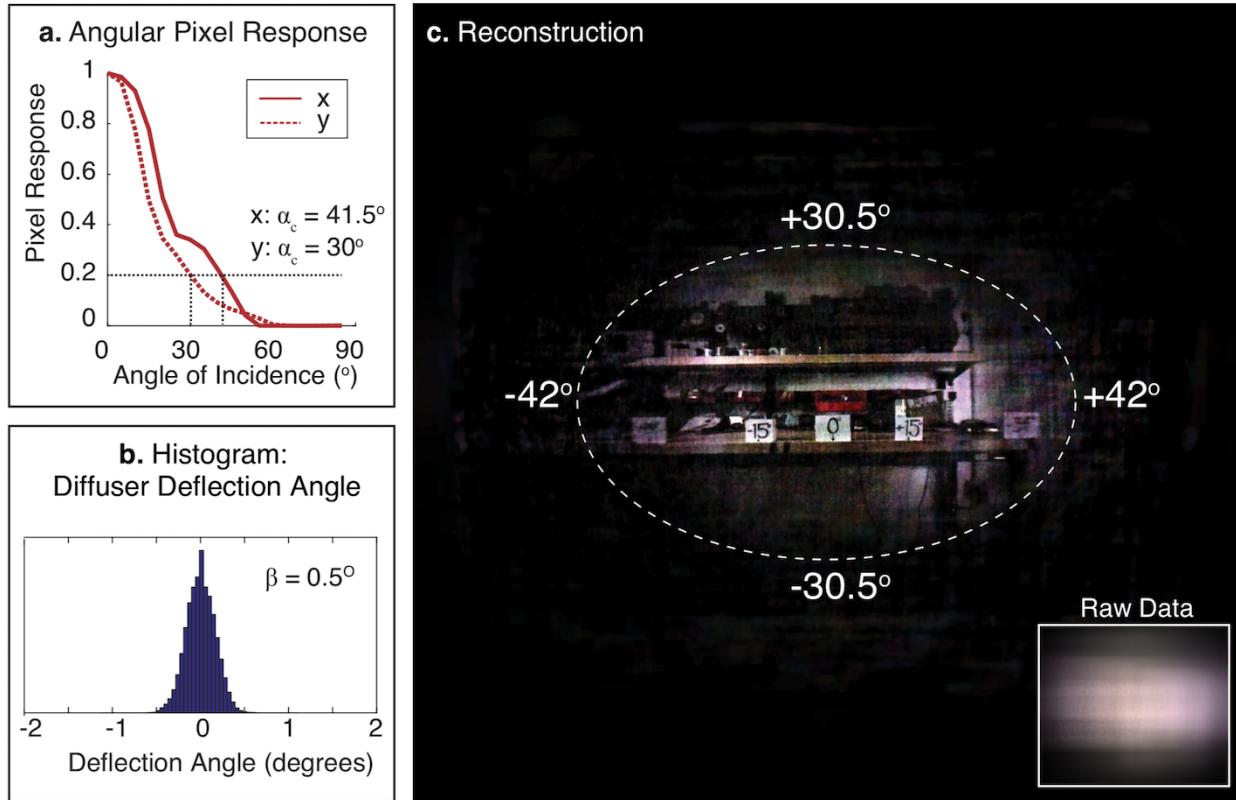 a. Angular Pixel Response
Pixel Response
1
0.8
0.6
0.4
0.2
0
x
y
x: αc = 41.5°
y: αc = 30°
0 30 60 90
Angle of Incidence (°)
b. Histogram:
Diffuser Deflection Angle
β = 0.5°
-2 -1 0 1 2
Deflection Angle (degrees)
c. Reconstruction
+30.5°
-42°
+42°
-15°
0°
+15°
-30.5°
Raw Data